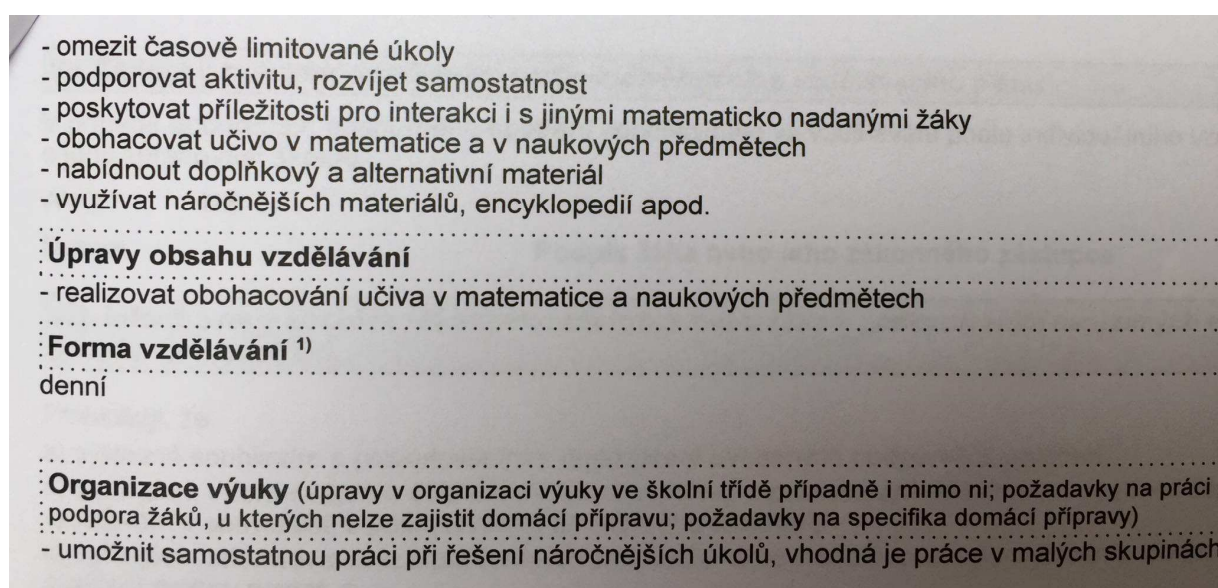 - omezit časově limitované úkoly
- podporovat aktivitu, rozvíjet samostatnost
- poskytovat příležitosti pro interakci i s jinými matematicko nadanými žáky
- obohacovat učivo v matematice a v naukových předmětech
- nabídnout doplňkový a alternativní materiál
- využívat náročnějších materiálů, encyklopedií apod.
Úpravy obsahu vzdělávání
- realizovat obohacování učiva v matematice a naukových předmětech
Forma vzdělávání 1)
denní
Organizace výuky (úpravy v organizaci výuky ve školní třídě případně i mimo ni; požadavky na práci
podpora žáků, u kterých nelze zajistit domácí přípravu; požadavky na specifika domácí přípravy)
- umožnit samostatnou práci při řešení náročnějších úkolů, vhodná je práce v malých skupinách